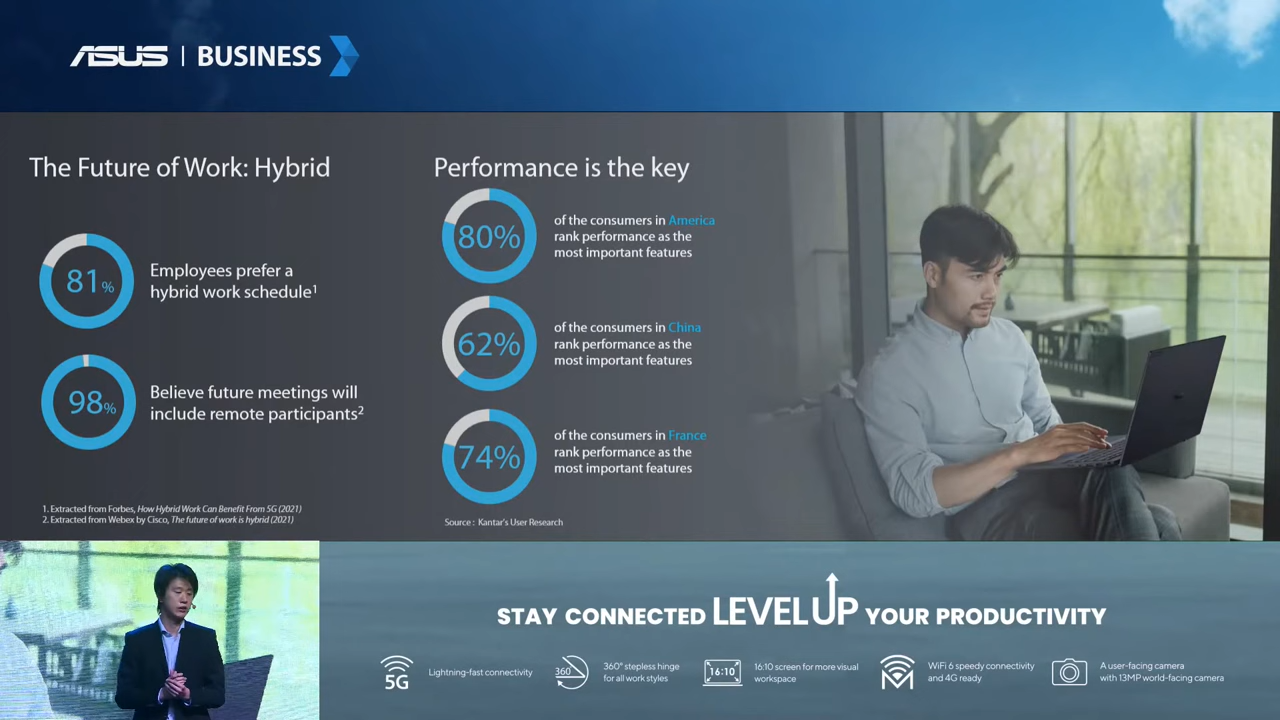 ASUS | BUSINESS
The Future of Work: Hybrid
81%
Employees prefer a
hybrid work schedule1
98%
Believe future meetings will
include remote participants2
1. Extracted from Forbes, How Hybrid Work Can Benefit From 5G (2021)
2. Extracted from Webex by Cisco, The future of work is hybrid (2021)
Performance is the key
80%
of the consumers in America
rank performance as the
most important features
62%
of the consumers in China
rank performance as the
most important features
74%
of the consumers in France
rank performance as the
most important features
Source : Kantar's User Research
STAY CONNECTED LEVEL UP YOUR PRODUCTIVITY
5G
Lightning-fast connectivity
360°
360° stepless hinge
for all work styles
16:10
16:10 screen for more visual
workspace
WiFi 6 speedy connectivity
and 4G ready
A user-facing camera
with 13MP world-facing camera